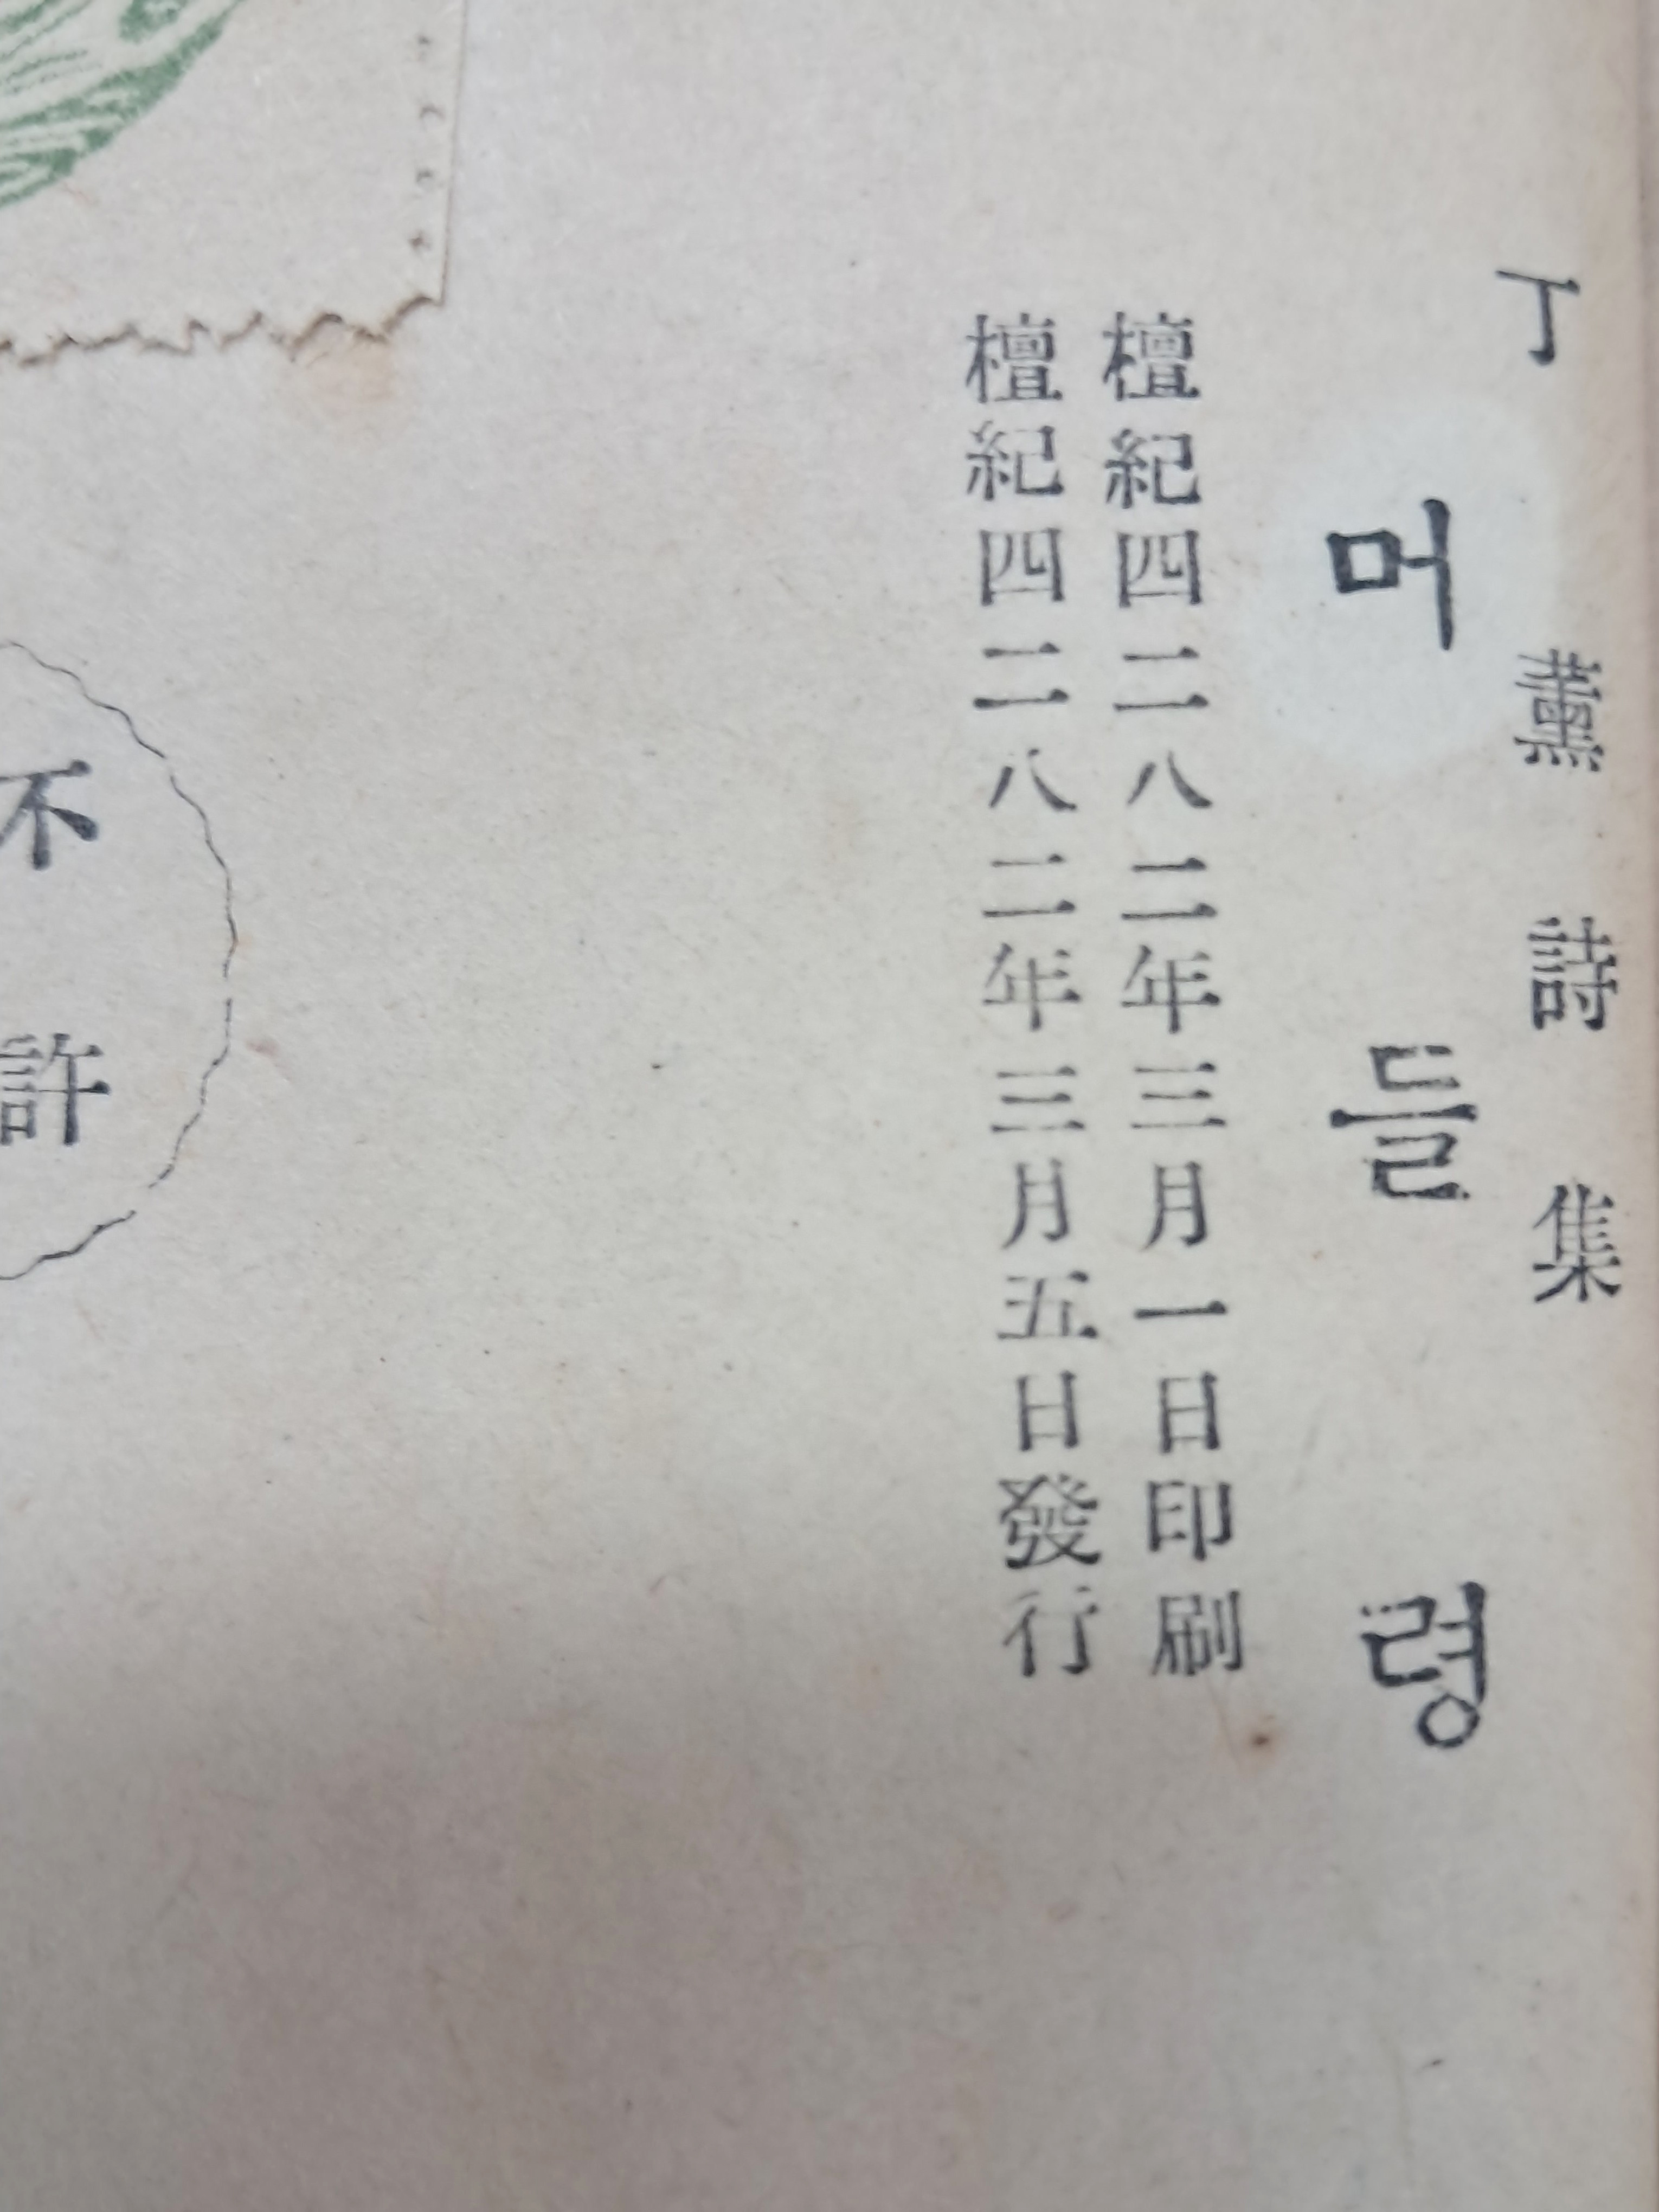 丁薰詩集
머들령
檀紀四二八二年三月一日印刷
檀紀四二八二年三月五日發行
不許